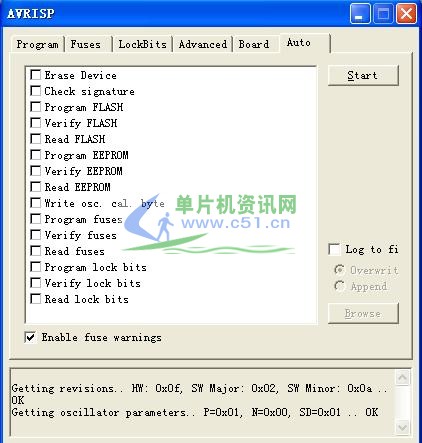 AVRISP
Program Fuses LockBits Advanced Board Auto
Erase Device
Start
Check signature
Program FLASH
Verify FLASH
Read FLASH
Program EEPROM
Verify EEPROM
Read EEPROM
Write osc. cal. byte
Program fuses
Verify fuses
Read fuses
Program lock bits
Verify lock bits
Read lock bits
单片机资讯网
www.c51.cn
Log to fi
Overwrit
Append
Browse
Enable fuse warnings
Getting revisions.. HW: 0x0f, SW Major: 0x02, SW Minor: 0x0a ..
OK
Getting oscillator parameters.. P=0x01, N=0x00, SD=0x01 .. OK